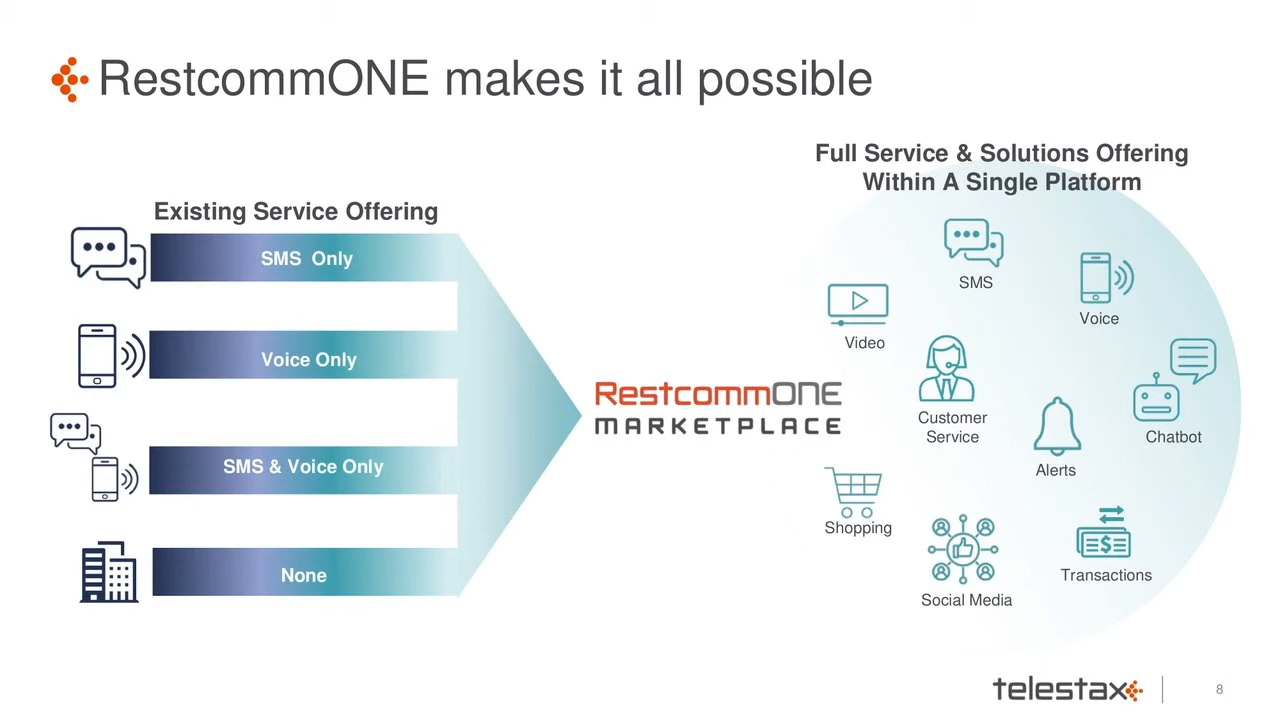 RestcommONE makes it all possible
Existing Service Offering
SMS Only
Voice Only
SMS & Voice Only
None
RestcommONE
MARKETPLACE
Full Service & Solutions Offering
Within A Single Platform
SMS
Voice
Video
Customer
Service
Chatbot
Alerts
Shopping
$
Transactions
Social Media
telestax
8